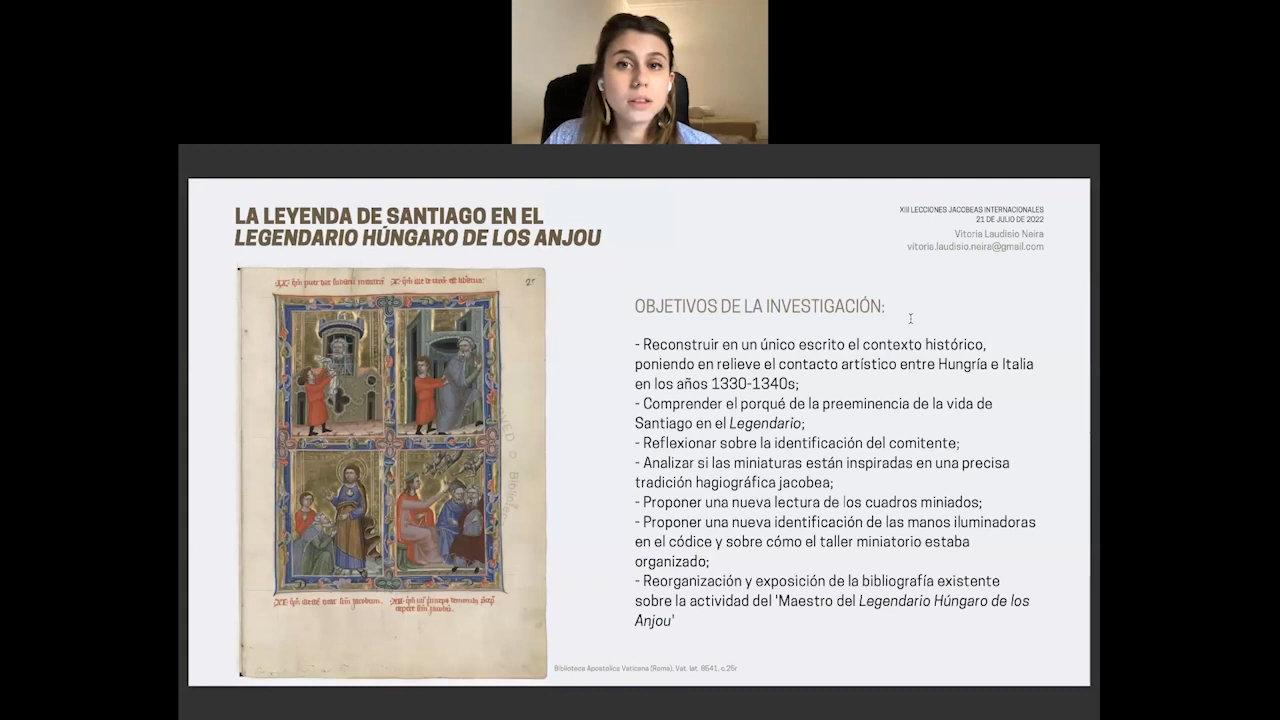 LA LEYENDA DE SANTIAGO EN EL
LEGENDARIO HÚNGARO DE LOS ANJOU
XIII LECCIONES JACOBEAS INTERNACIONALES
21 DE JULIO DE 2022
Vitoria Laudisio Neira
vitoria.laudisio.neira@gmail.com
OBJETIVOS DE LA INVESTIGACIÓN:
- Reconstruir en un único escrito el contexto histórico,
poniendo en relieve el contacto artístico entre Hungría e Italia
en los años 1330-1340s;
- Comprender el porqué de la preeminencia de la vida de
Santiago en el Legendario;
- Reflexionar sobre la identificación del comitente;
- Analizar si las miniaturas están inspiradas en una precisa
tradición hagiográfica jacobea;
- Proponer una nueva lectura de los cuadros miniados;
- Proponer una nueva identificación de las manos iluminadoras
en el códice y sobre cómo el taller miniatorio estaba
organizado;
- Reorganización y exposición de la bibliografía existente
sobre la actividad del 'Maestro del Legendario Húngaro de los
Anjou'
Biblioteca Apostolica Vaticana (Roma), Vat. lat. 8541, c.25r